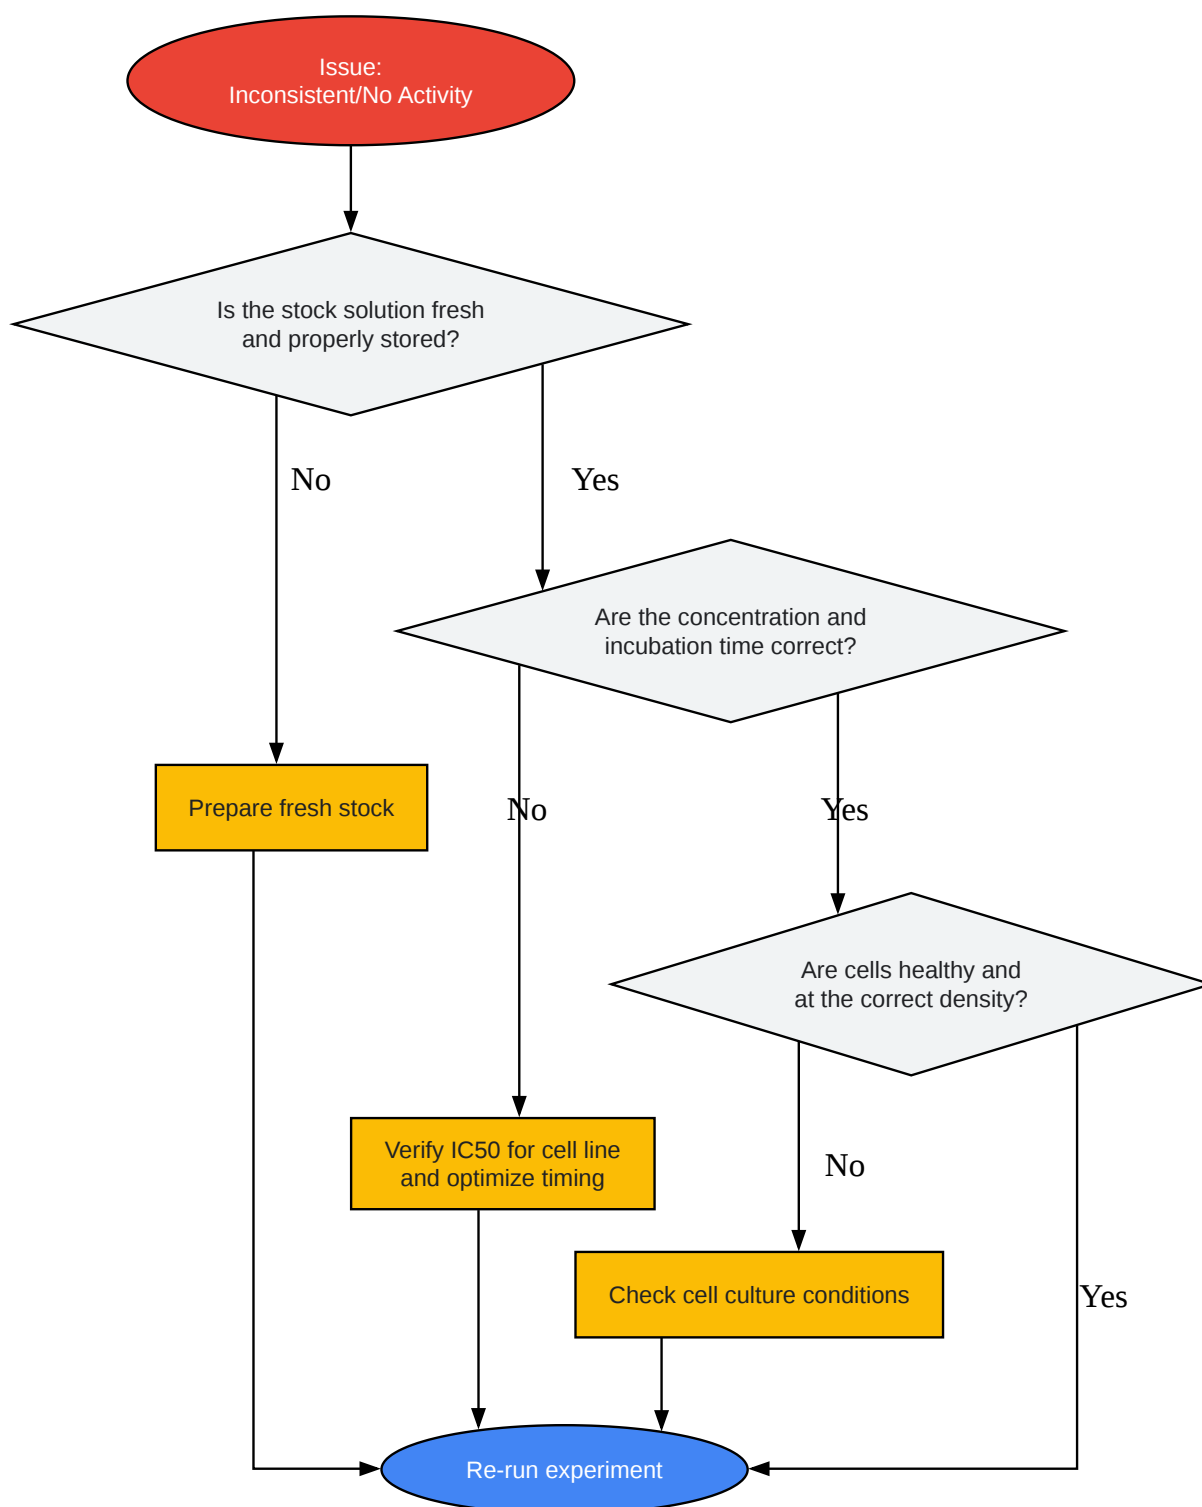 Issue:
Inconsistent/No Activity
Is the stock solution fresh
and properly stored?
No
Yes
Are the concentration and
incubation time correct?
Prepare fresh stock
No
Yes
Are cells healthy and
at the correct density?
Verify IC50 for cell line
and optimize timing
No
Check cell culture conditions
Yes
Re-run experiment